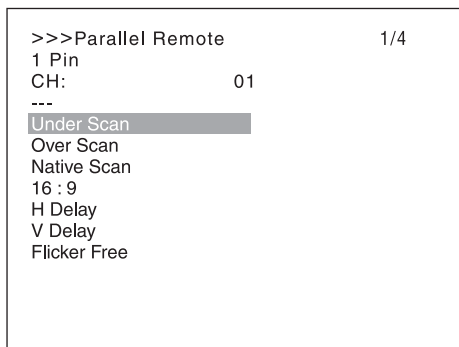 >>>Parallel Remote 1/4
1 Pin
CH: 01
---
Under Scan
Over Scan
Native Scan
16 : 9
H Delay
V Delay
Flicker Free